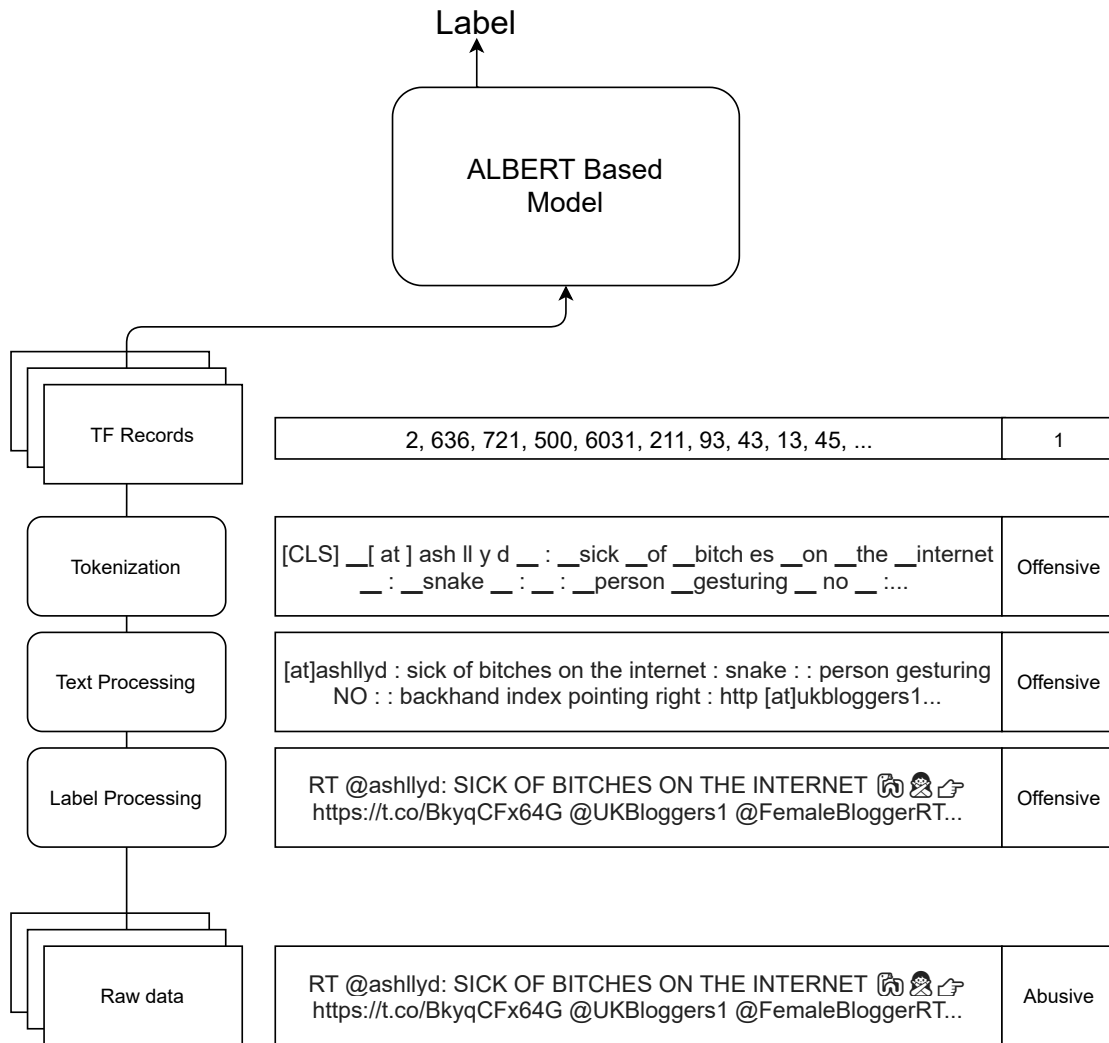 Label
ALBERT Based
Model
TF Records
2, 636, 721, 500, 6031, 211, 93, 43, 13, 45, ...
1
Tokenization
[CLS] __[ at ] ash ll y d __ : __sick __of __bitch es __on __the __internet
__ : __snake __ : __ : __person __gesturing __ no __ :...
Offensive
Text Processing
[at]ashllyd : sick of bitches on the internet : snake : : person gesturing
NO : : backhand index pointing right : http [at]ukbloggers1...
Offensive
Label Processing
RT @ashllyd: SICK OF BITCHES ON THE INTERNET 🐍🙅👉
https://t.co/BkyqCFx64G @UKBloggers1 @FemaleBloggerRT...
Offensive
Raw data
RT @ashllyd: SICK OF BITCHES ON THE INTERNET 🐍🙅👉
https://t.co/BkyqCFx64G @UKBloggers1 @FemaleBloggerRT...
Abusive